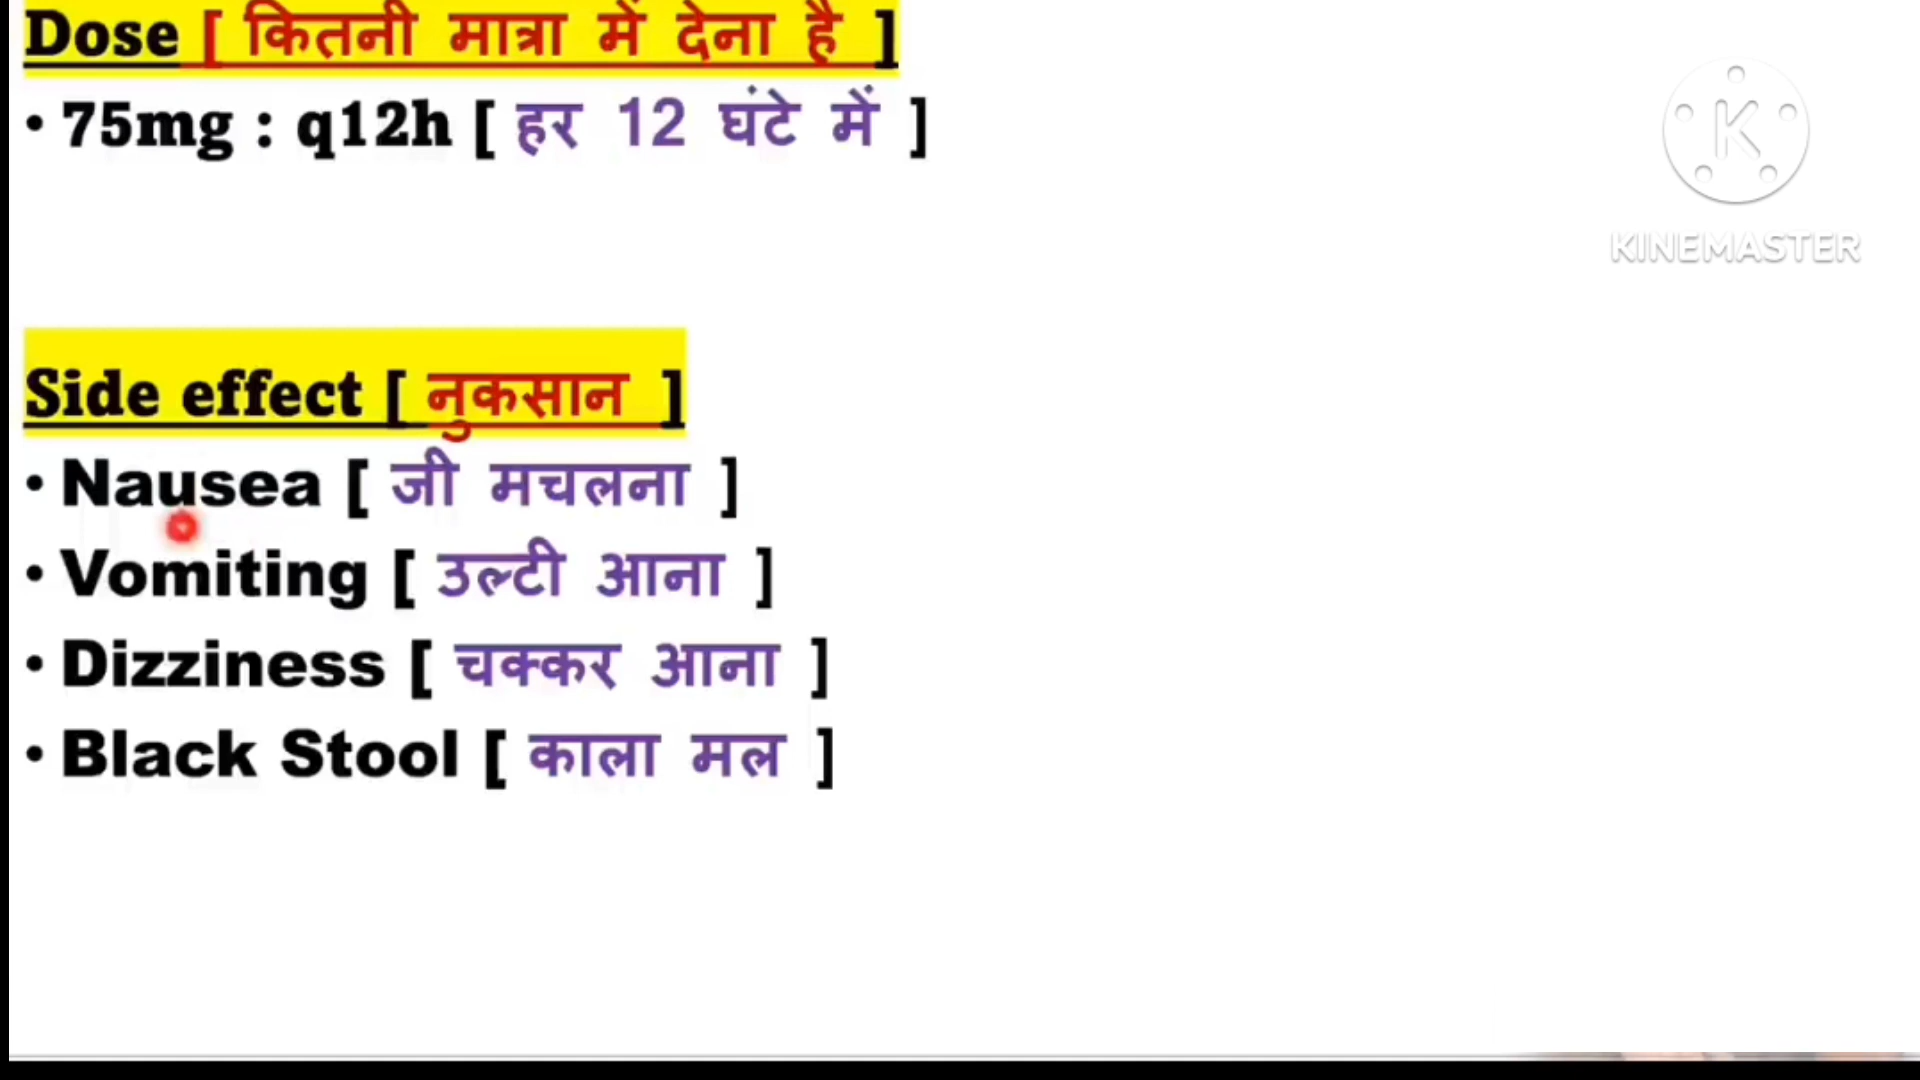 Dose [ कितनी मात्रा में देना है ]
• 75mg : q12h [ हर 12 घंटे में ]
K
KINEMASTER
Side effect [ नुकसान ]
• Nausea [ जी मचलना ]
• Vomiting [ उल्टी आना ]
• Dizziness [ चक्कर आना ]
• Black Stool [ काला मल ]